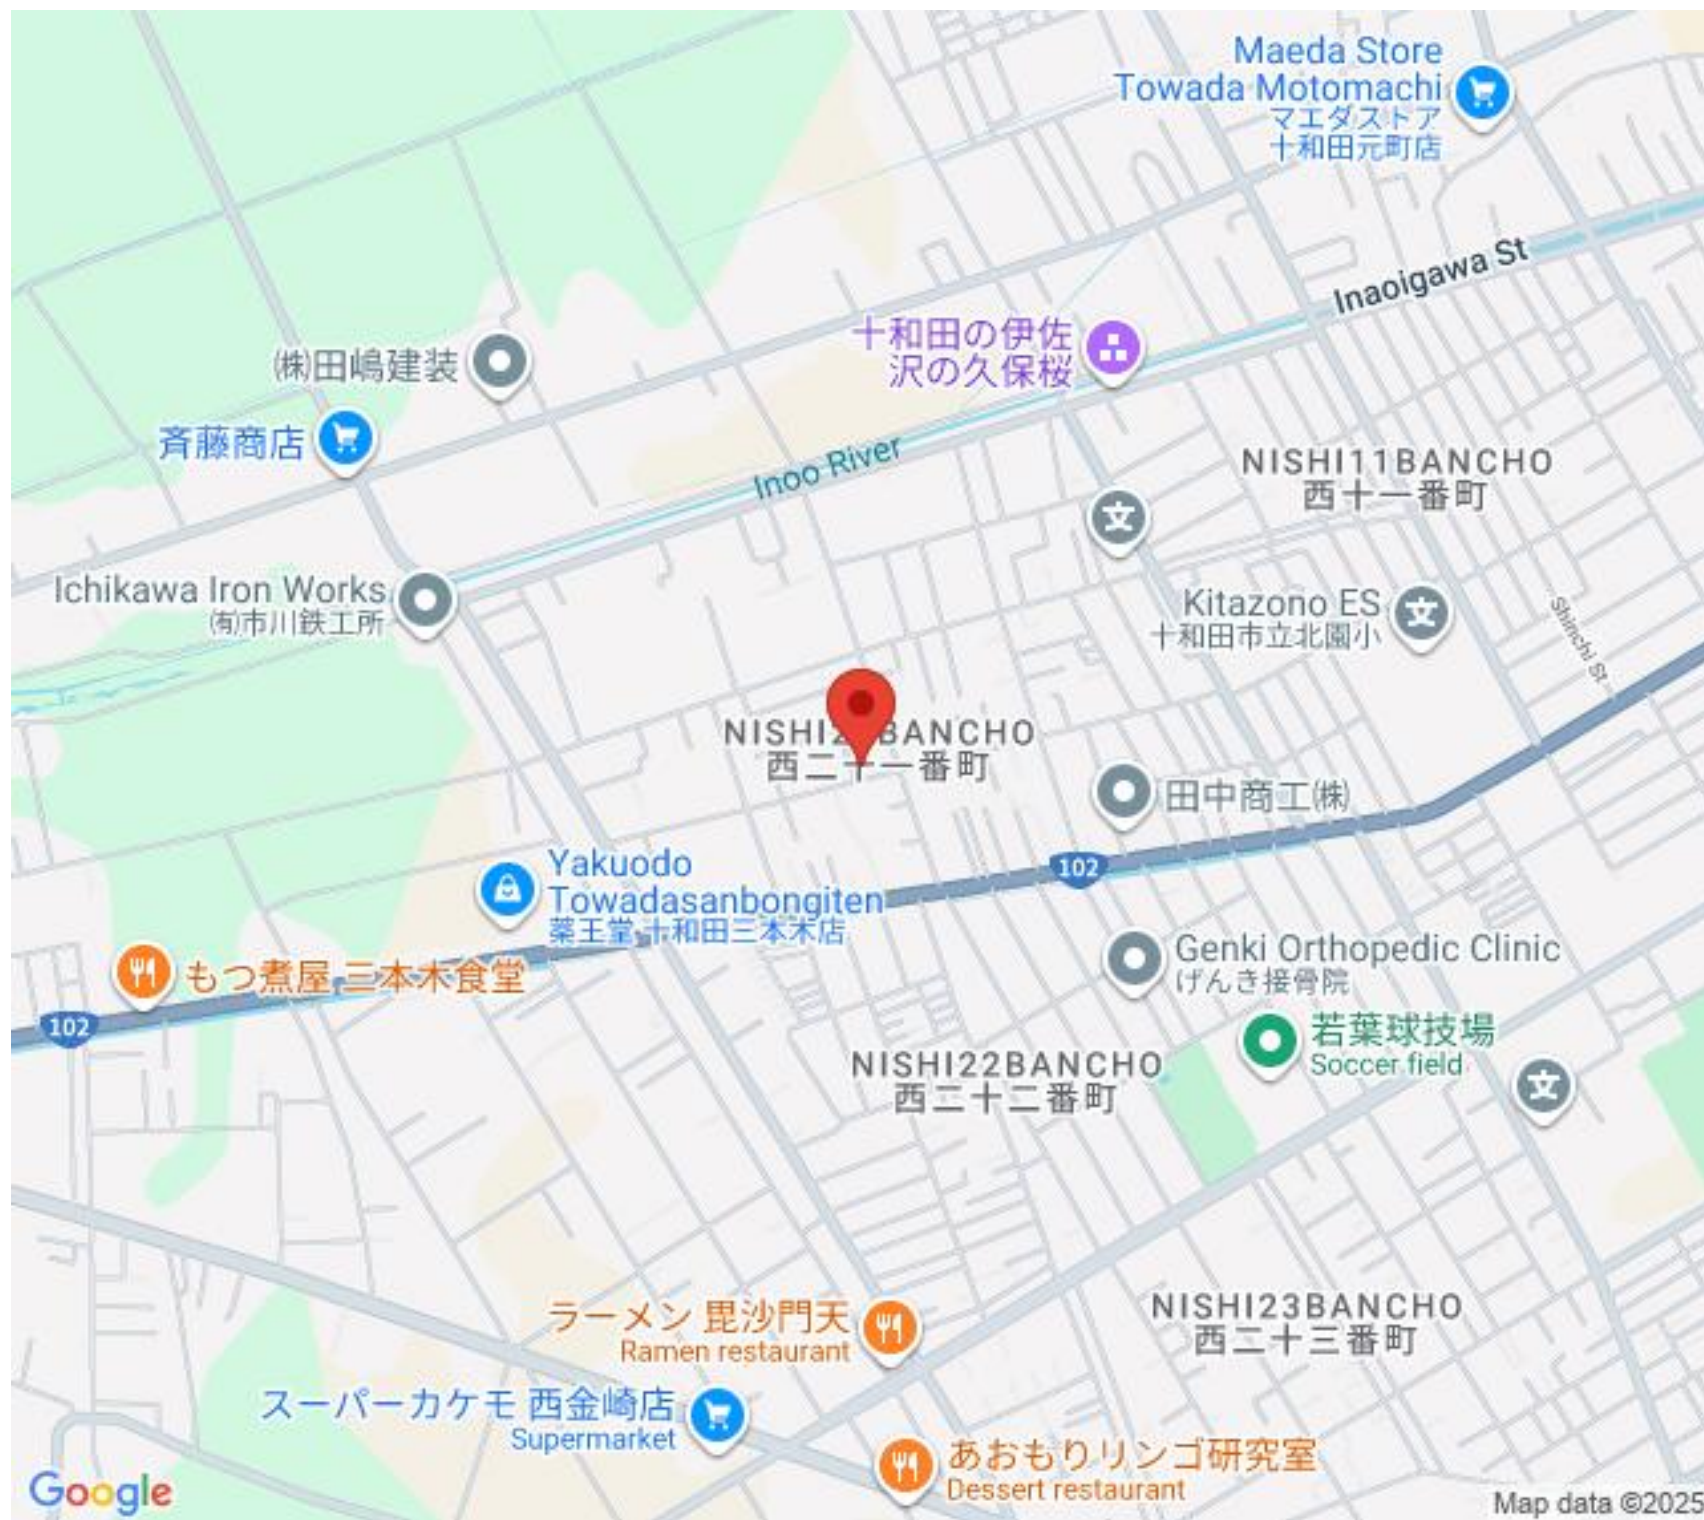 Maeda Store
Towada Motomachi
マエダストア
十和田元町店
Inaoigawa St
十和田の伊佐
沢の久保桜
㈱田嶋建装
斉藤商店
Inoo River
NISHI11BANCHO
西十一番町
Ichikawa Iron Works
㈲市川鉄工所
Kitazono ES
十和田市立北園小
Shinchi St
西二十一番町
田中商工㈱
102
Yakuodo
Towadasanbongiten
薬王堂 十和田三本木店
もつ煮屋 三本木食堂
102
Genki Orthopedic Clinic
げんき接骨院
若葉球技場
Soccer field
NISHI22BANCHO
西二十二番町
ラーメン 毘沙門天
Ramen restaurant
NISHI23BANCHO
西二十三番町
スーパーカケモ 西金崎店
Supermarket
あおもりリンゴ研究室
Dessert restaurant
Google
Map data ©2025